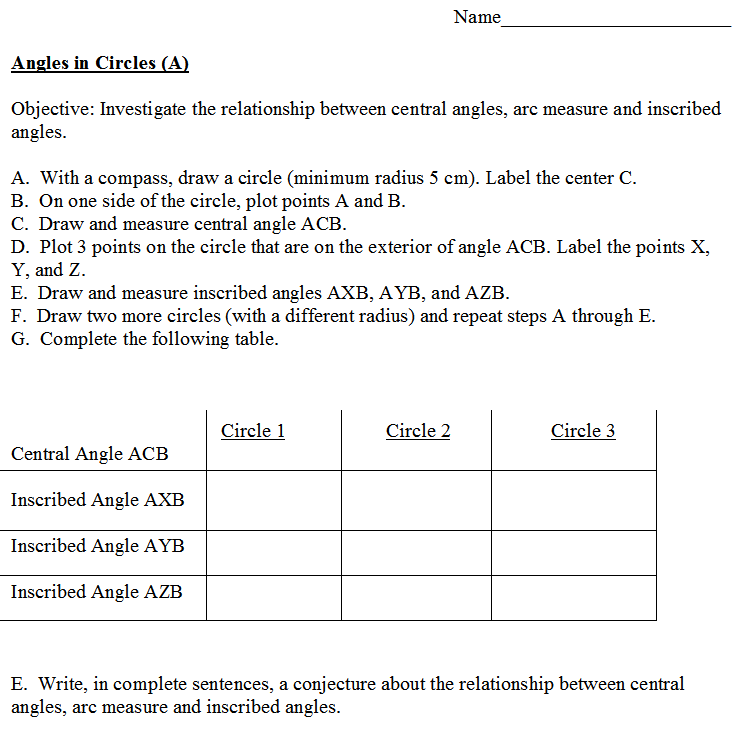 Name______________________
Angles in Circles (A)
Objective: Investigate the relationship between central angles, arc measure and inscribed
angles.
A.  With a compass, draw a circle (minimum radius 5 cm). Label the center C.
B.  On one side of the circle, plot points A and B.
C.  Draw and measure central angle ACB.
D.  Plot 3 points on the circle that are on the exterior of angle ACB. Label the points X,
Y, and Z.
E.  Draw and measure inscribed angles AXB, AYB, and AZB.
F.  Draw two more circles (with a different radius) and repeat steps A through E.
G.  Complete the following table.
Circle 1 Circle 2 Circle 3
Central Angle ACB
Inscribed Angle AXB
Inscribed Angle AYB
Inscribed Angle AZB
E.  Write, in complete sentences, a conjecture about the relationship between central
angles, arc measure and inscribed angles.